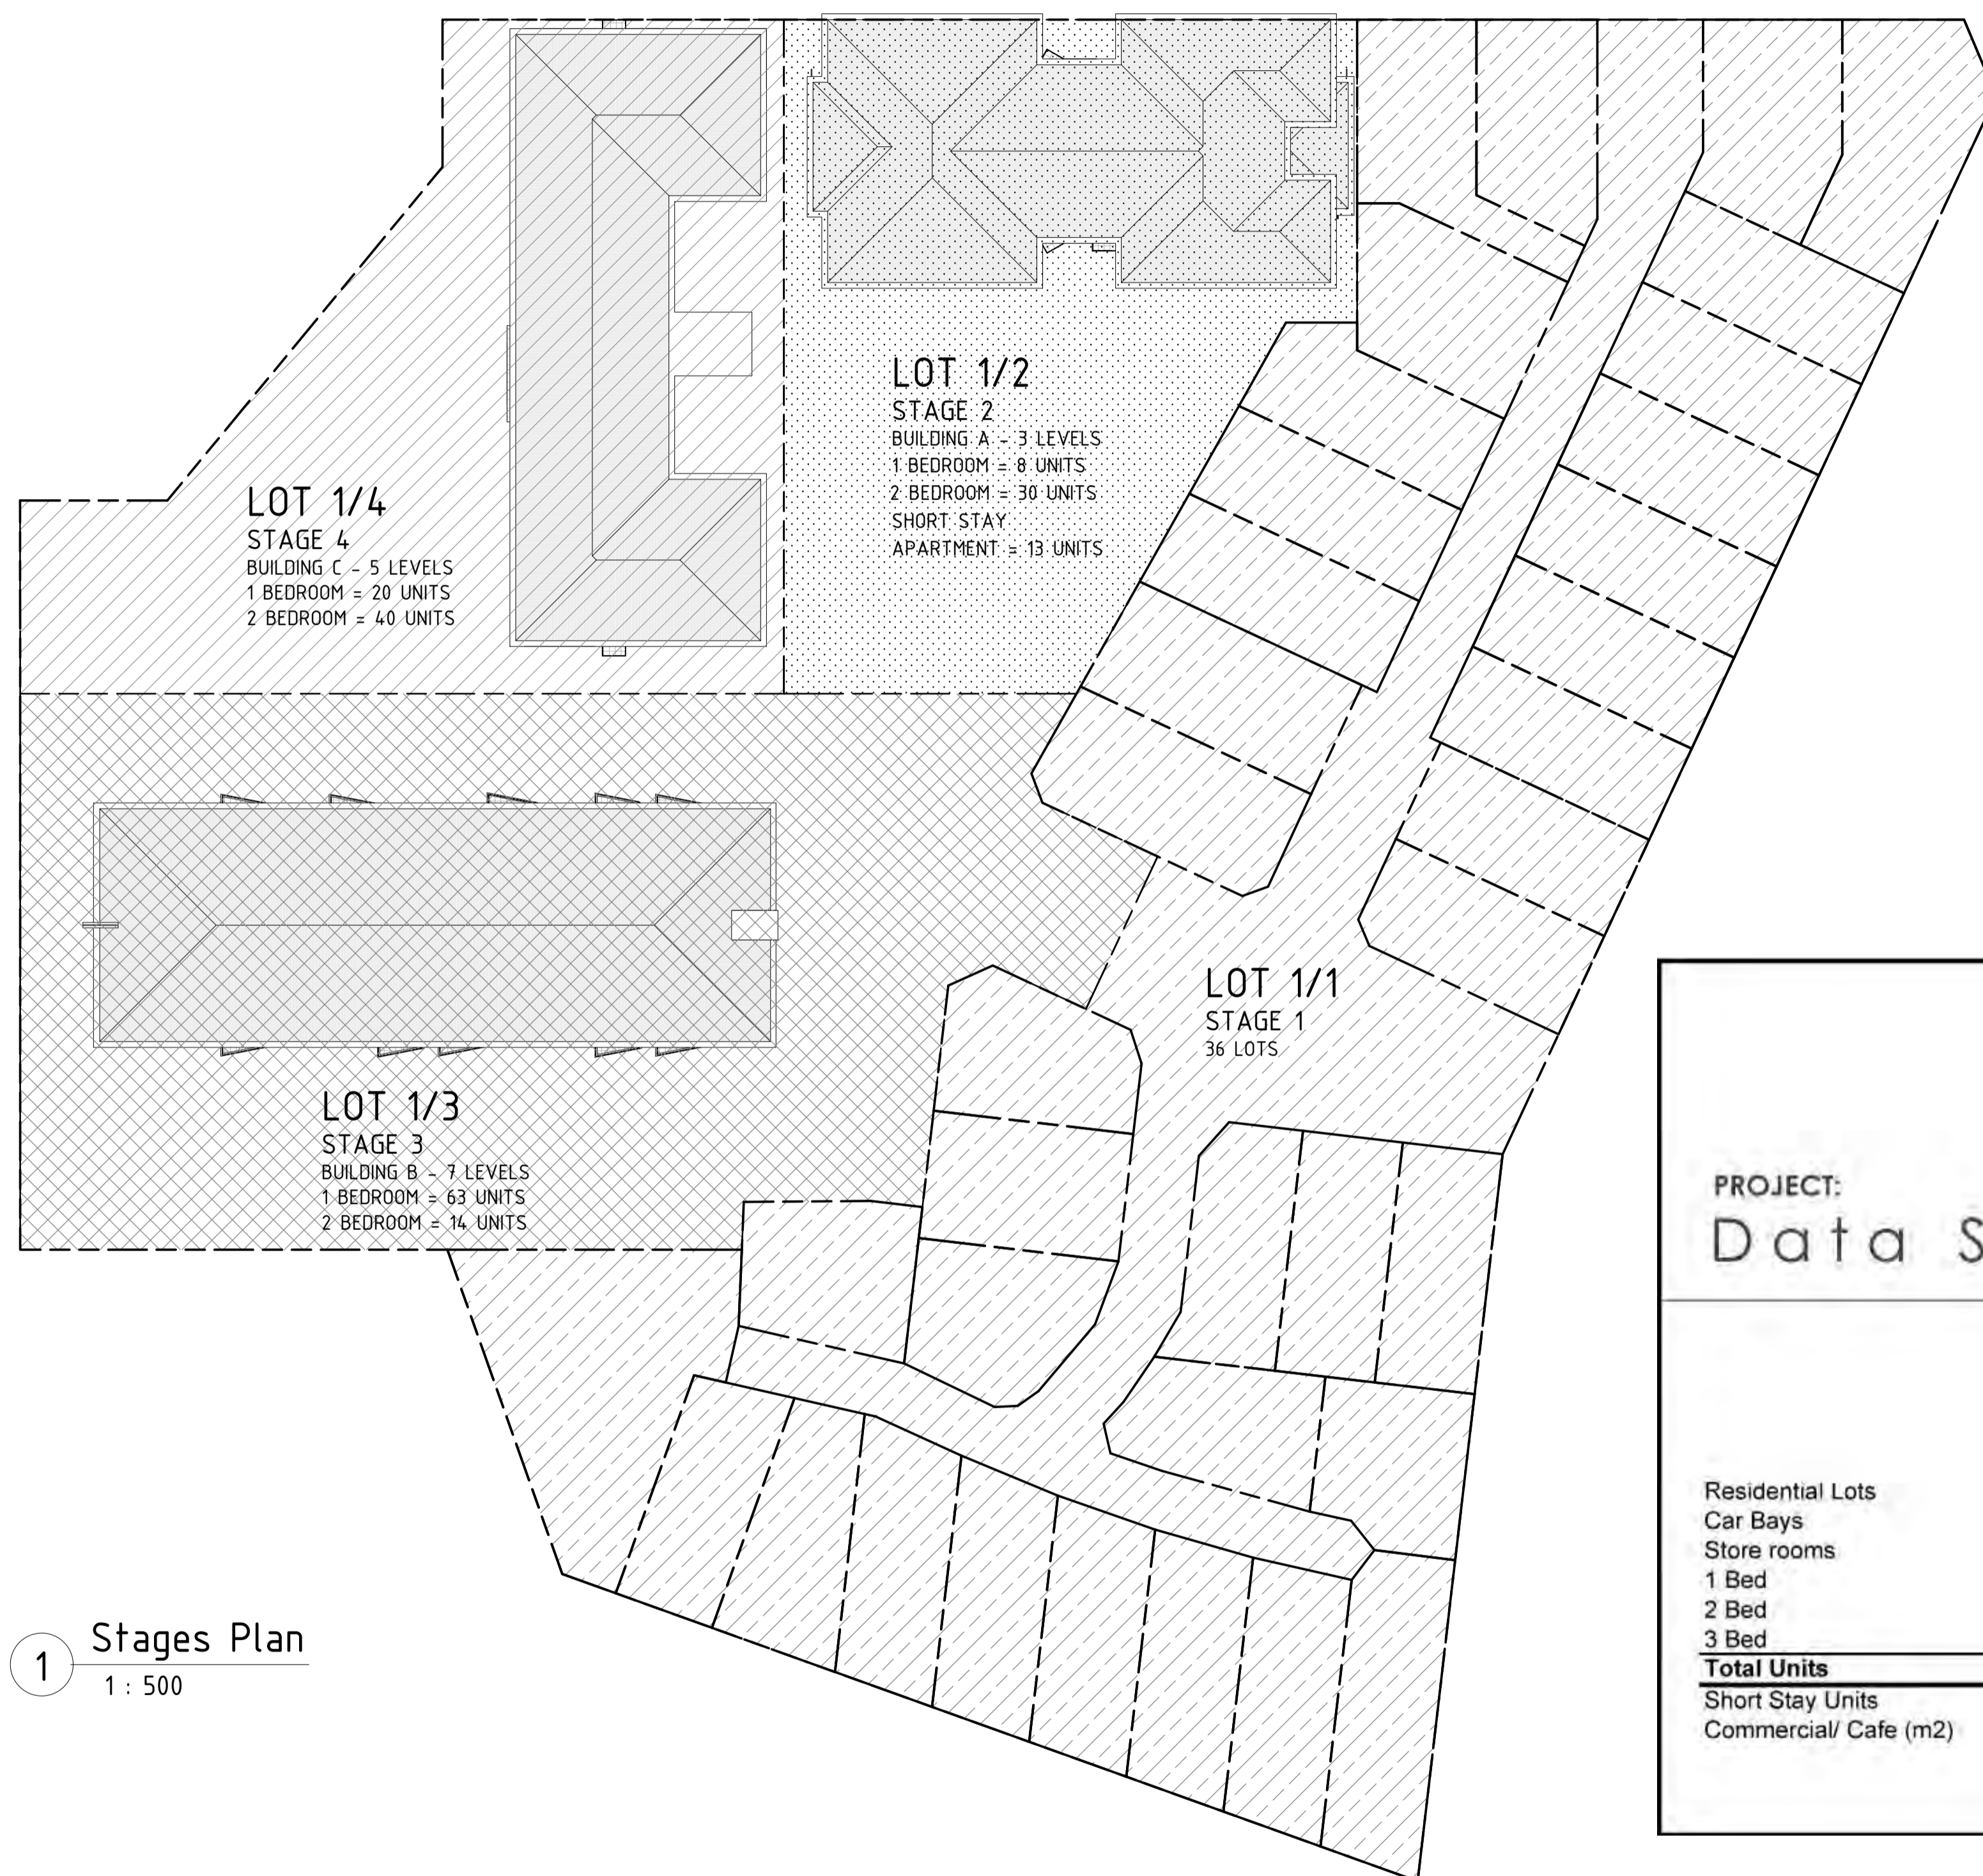 LOT 1/2
STAGE 2
BUILDING A - 3 LEVELS
1 BEDROOM = 8 UNITS
2 BEDROOM = 30 UNITS
SHORT STAY
APARTMENT = 13 UNITS
LOT 1/4
STAGE 4
BUILDING C - 5 LEVELS
1 BEDROOM = 20 UNITS
2 BEDROOM = 40 UNITS
LOT 1/1
STAGE 1
36 LOTS
LOT 1/3
STAGE 3
BUILDING B - 7 LEVELS
1 BEDROOM = 63 UNITS
2 BEDROOM = 14 UNITS
PROJECT:
Data S
Residential Lots
Car Bays
Store rooms
1 Bed
2 Bed
3 Bed
Total Units
Short Stay Units
Commercial/ Cafe (m2)
1 Stages Plan
1 : 500